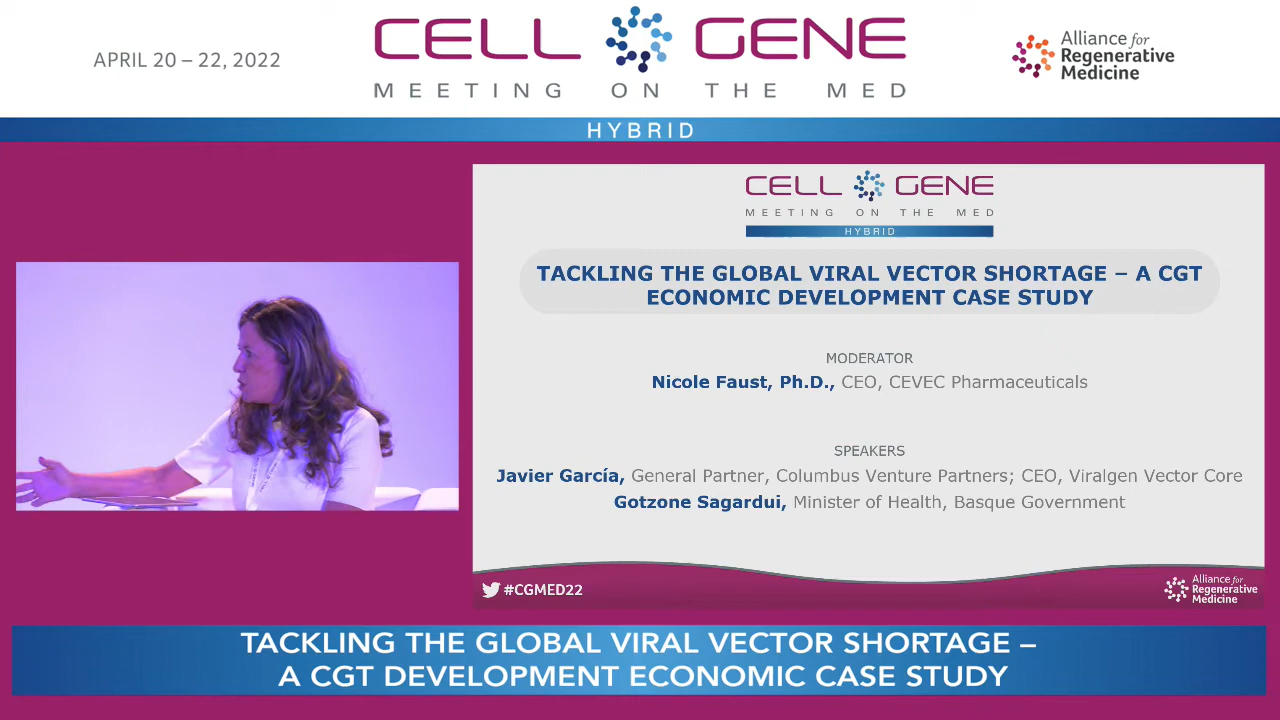 APRIL 20 – 22, 2022
CELL GENE
MEETING ON THE MED
Alliance for
Regenerative
Medicine
HYBRID
CELL GENE
MEETING ON THE MED
HYBRID
TACKLING THE GLOBAL VIRAL VECTOR SHORTAGE – A CGT
ECONOMIC DEVELOPMENT CASE STUDY
MODERATOR
Nicole Faust, Ph.D., CEO, CEVEC Pharmaceuticals
SPEAKERS
Javier García, General Partner, Columbus Venture Partners; CEO, Viralgen Vector Core
Gotzone Sagardui, Minister of Health, Basque Government
#CGMED22
Alliance for
Regenerative
Medicine
TACKLING THE GLOBAL VIRAL VECTOR SHORTAGE –
A CGT DEVELOPMENT ECONOMIC CASE STUDY